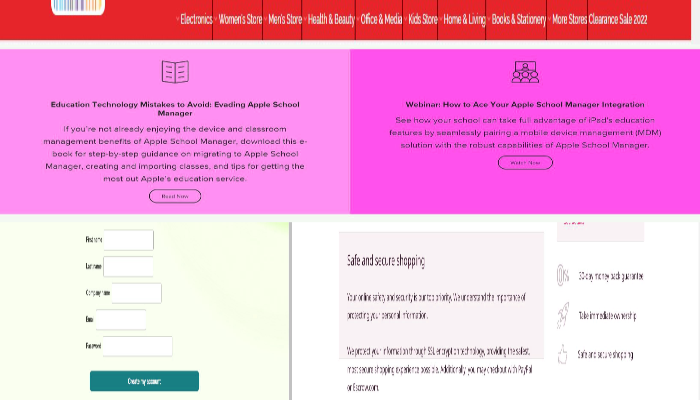 Electronics Women's Store Men's Store Health & Beauty Office & Media Kids Store Home & Living Books & Stationery More Stores Clearance Sale 2022
Education Technology Mistakes to Avoid: Evading Apple School
Manager
If you're not already enjoying the device and classroom
management benefits of Apple School Manager, download this e-
book for step-by-step guidance on migrating to Apple School
Manager, creating and importing classes, and tips for getting the
most out Apple's education service.
Read Now
Webinar: How to Ace Your Apple School Manager Integration
See how your school can take full advantage of iPad's education
features by seamlessly pairing a mobile device management (MDM)
solution with the robust capabilities of Apple School Manager.
Watch Now
First name
Last name
Company name
Email
Password
Create my account
Safe and secure shopping
Your online safety and security is our top priority. We understand the importance of
protecting your personal information.
We protect your information through SSL encryption technology, providing the safest,
most secure shopping experience possible. Additionally, you may checkout with PayPal
or Escrow.com.
30-day money back guarantee
Take immediate ownership
Safe and secure shopping